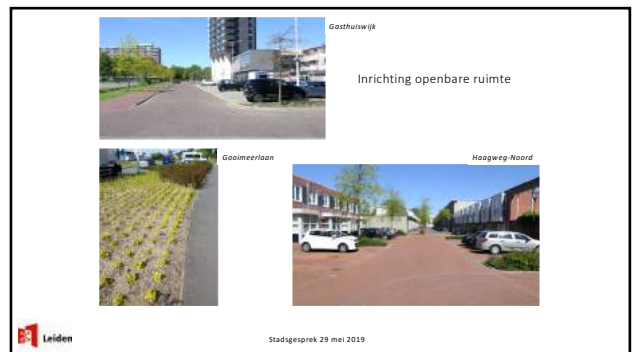 Gasthuiswijk
Inrichting openbare ruimte
Gooimeerlaan
Haagweg-Noord
Leiden
Stadsgesprek 29 mei 2019